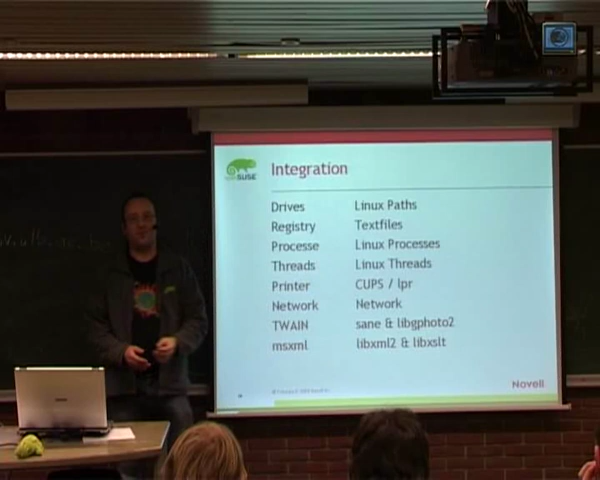 Integration
SUSE
Drives Linux Paths
Registry Textfiles
Processe Linux Processes
Threads Linux Threads
Printer CUPS / lpr
Network Network
TWAIN sane & libgphoto2
msxml libxml2 & libxslt
Novell